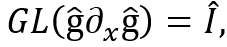 𝐺𝐿(ĝ∂ₓĝ) = Î,